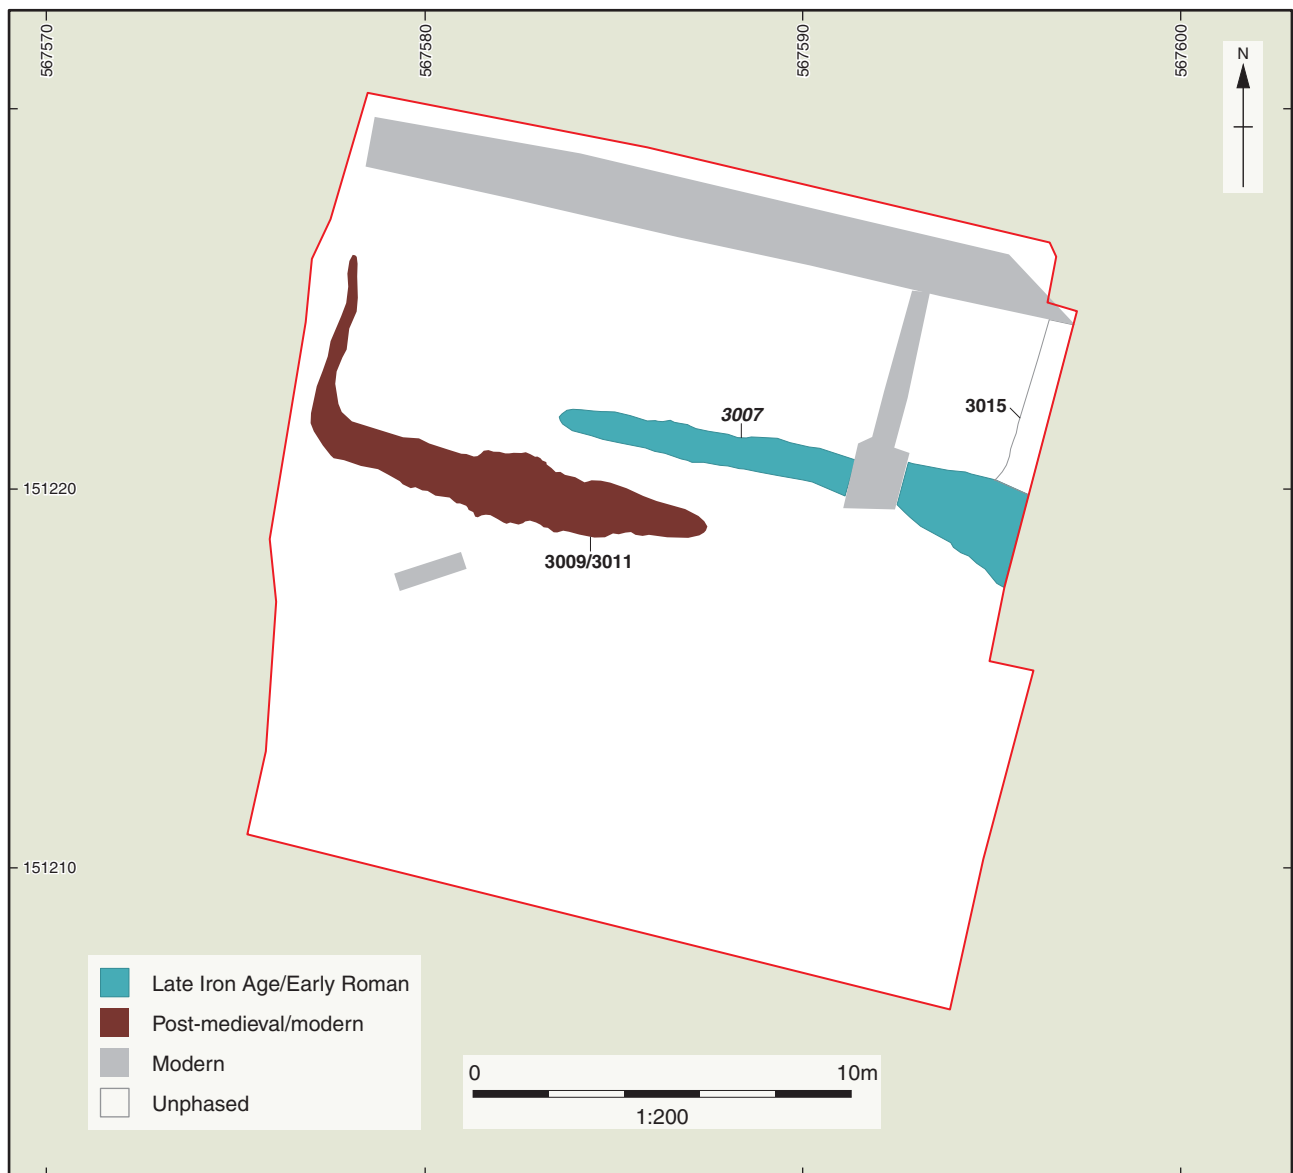 567570
567580
567590
567600
N
3015
3007
151220
3009/3011
151210
Late Iron Age/Early Roman
Post-medieval/modern
Modern
Unphased
0 10m
1:200